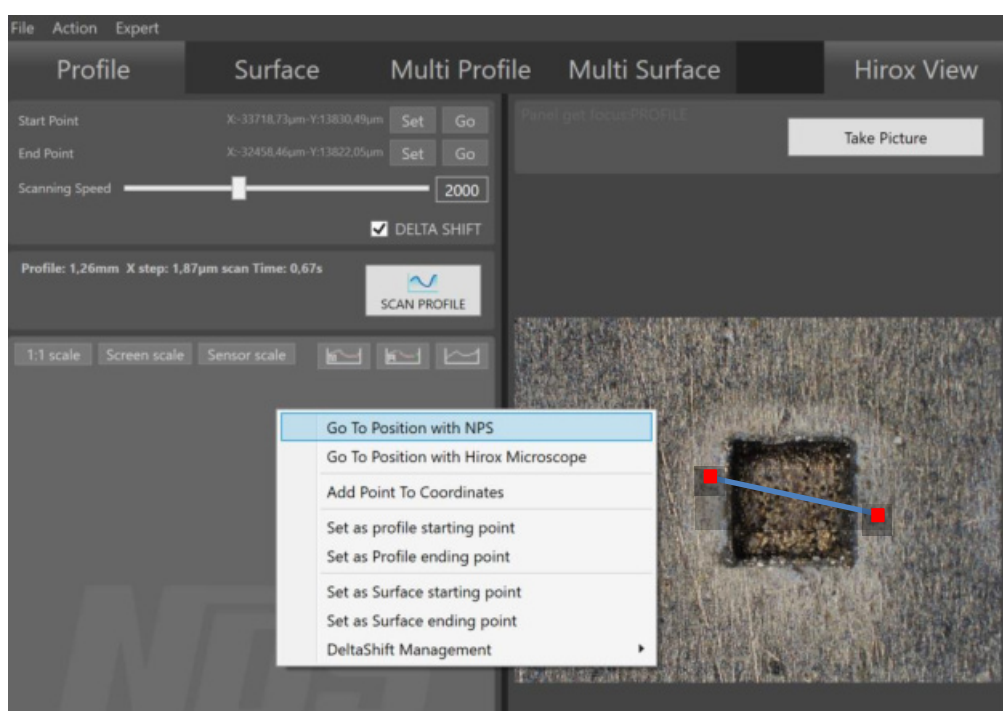 File Action Expert
Profile Surface Multi Profile Multi Surface Hirox View
Start Point X:-33718,73µm-Y:13830,49µm Set Go
End Point X:-32458,46µm-Y:13822,05µm Set Go
Scanning Speed 2000
DELTA SHIFT
Panel get focus:PROFILE
Take Picture
Profile: 1,26mm X step: 1,87µm scan Time: 0,67s
SCAN PROFILE
1:1 scale Screen scale Sensor scale
Go To Position with NPS
Go To Position with Hirox Microscope
Add Point To Coordinates
Set as profile starting point
Set as Profile ending point
Set as Surface starting point
Set as Surface ending point
DeltaShift Management
NPS